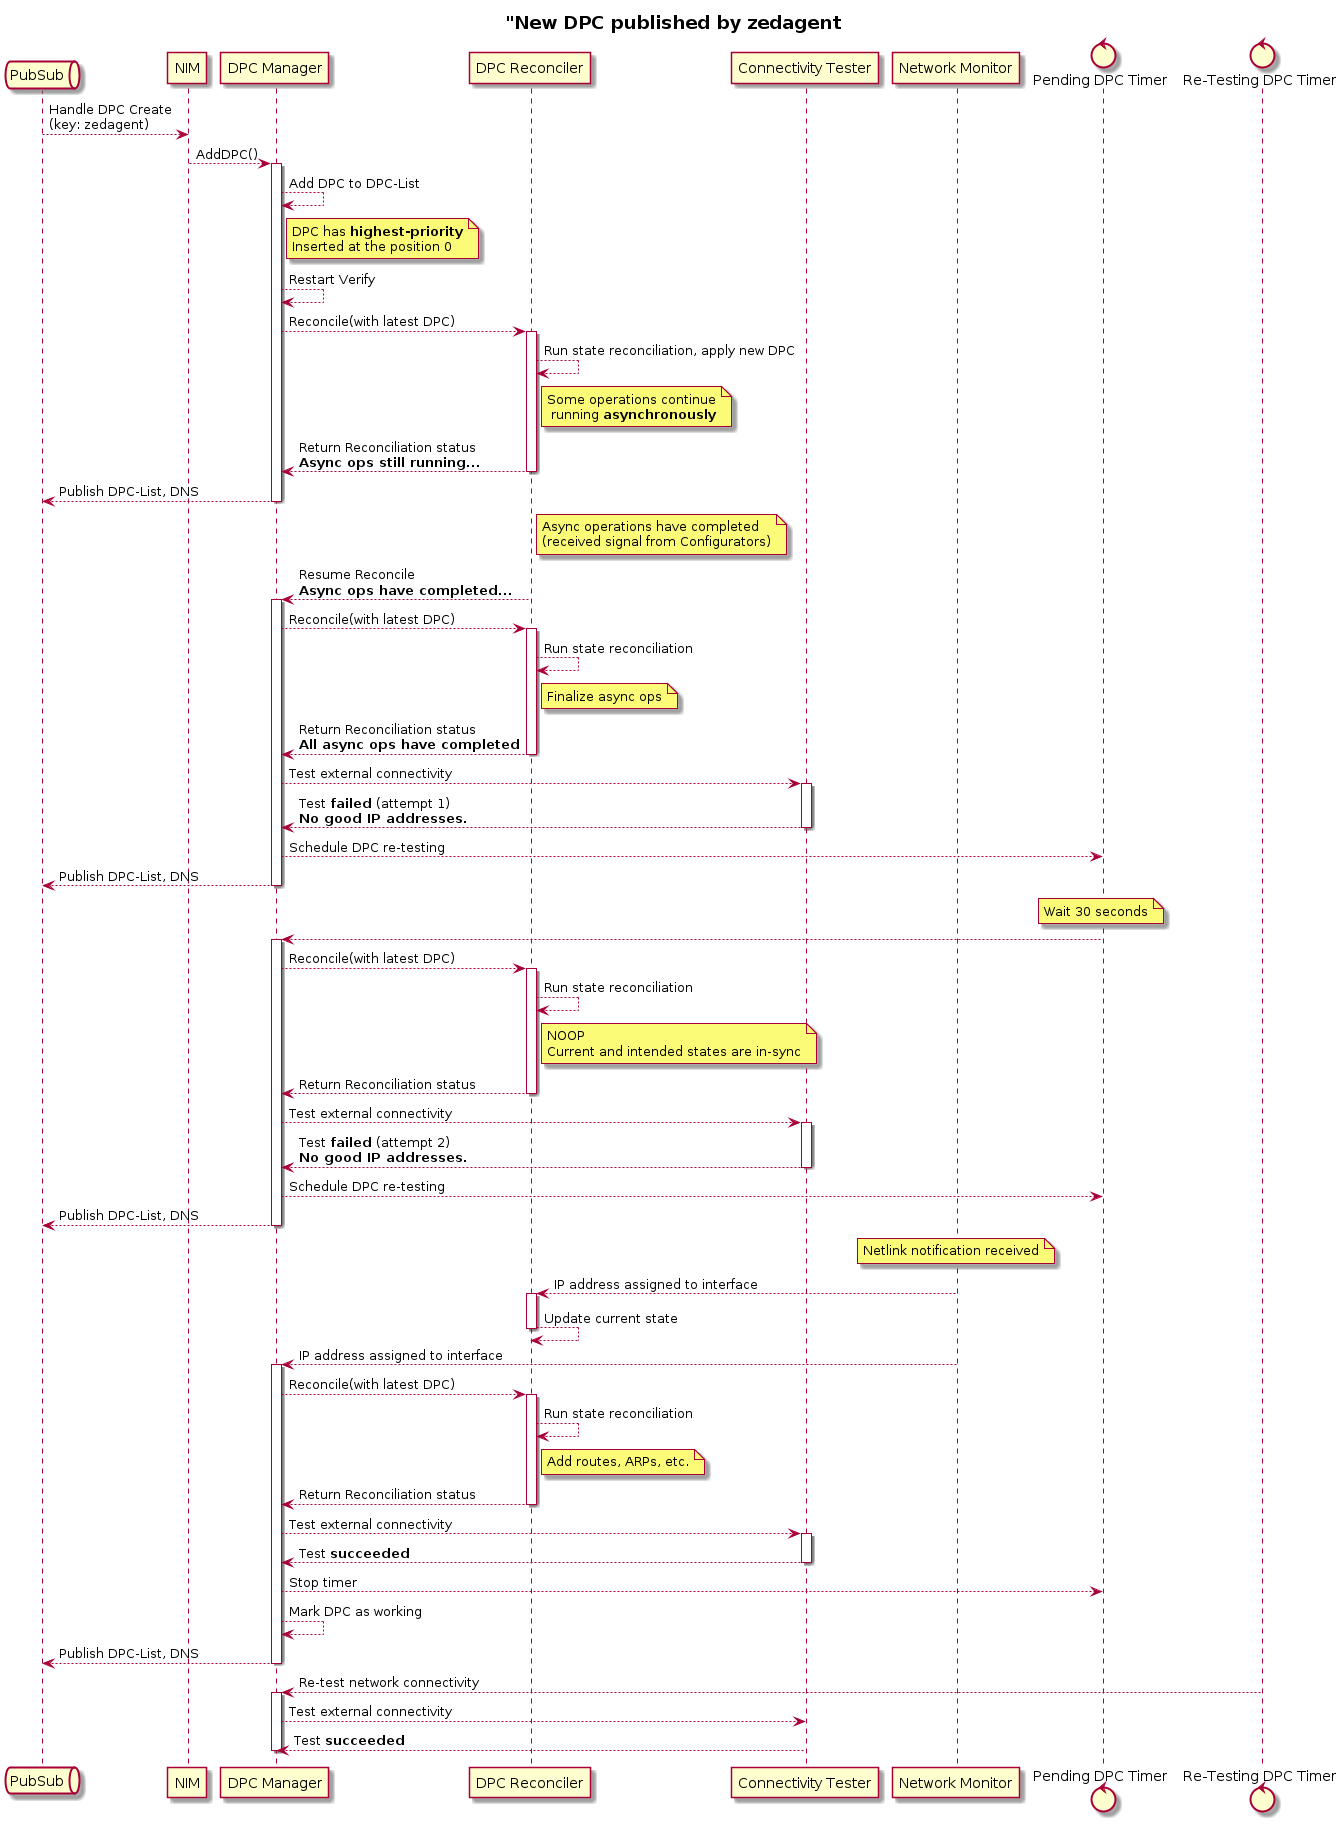 "New DPC published by zedagent
PubSub
NIM
DPC Manager
DPC Reconciler
Connectivity Tester
Network Monitor
Pending DPC Timer
Re-Testing DPC Timer
Handle DPC Create
(key: zedagent)
AddDPC()
Add DPC to DPC-List
DPC has highest-priority
Inserted at the position 0
Restart Verify
Reconcile(with latest DPC)
Run state reconciliation, apply new DPC
Some operations continue
running asynchronously
Return Reconciliation status
Async ops still running...
Publish DPC-List, DNS
Async operations have completed
(received signal from Configurators)
Resume Reconcile
Async ops have completed...
Reconcile(with latest DPC)
Run state reconciliation
Finalize async ops
Return Reconciliation status
All async ops have completed
Test external connectivity
Test failed (attempt 1)
No good IP addresses.
Schedule DPC re-testing
Publish DPC-List, DNS
Wait 30 seconds
Reconcile(with latest DPC)
Run state reconciliation
NOOP
Current and intended states are in-sync
Return Reconciliation status
Test external connectivity
Test failed (attempt 2)
No good IP addresses.
Schedule DPC re-testing
Publish DPC-List, DNS
Netlink notification received
IP address assigned to interface
Update current state
IP address assigned to interface
Reconcile(with latest DPC)
Run state reconciliation
Add routes, ARPs, etc.
Return Reconciliation status
Test external connectivity
Test succeeded
Stop timer
Mark DPC as working
Publish DPC-List, DNS
Re-test network connectivity
Test external connectivity
Test succeeded
PubSub
NIM
DPC Manager
DPC Reconciler
Connectivity Tester
Network Monitor
Pending DPC Timer
Re-Testing DPC Timer